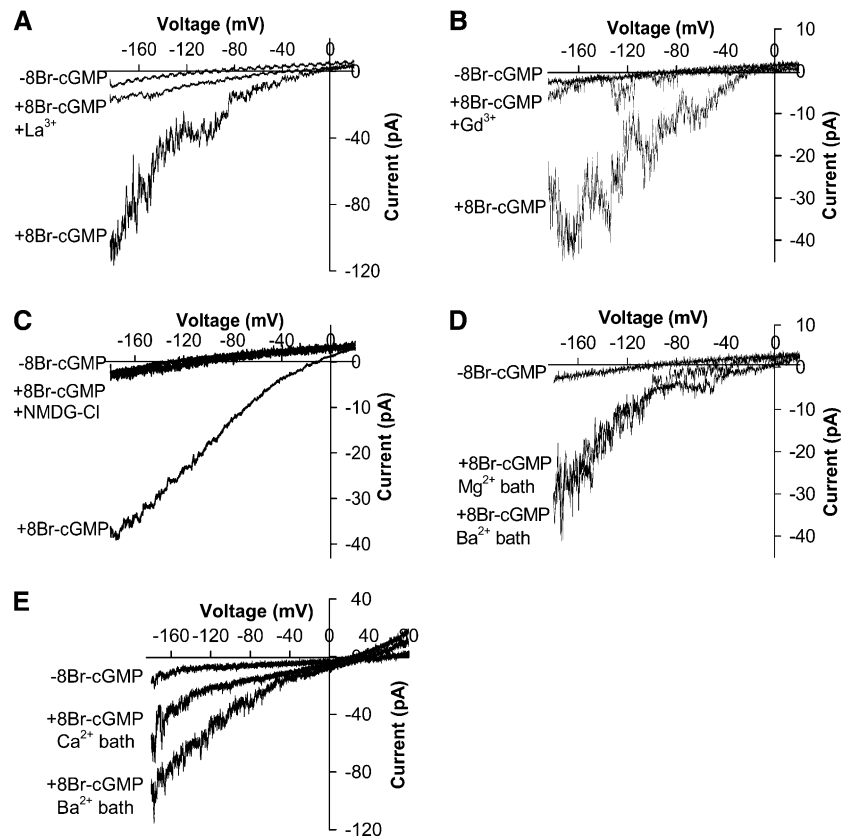 A
Voltage (mV)
-160 -120 -80 -40 0
0
-40
-80
-120
Current (pA)
-8Br-cGMP
+8Br-cGMP
+La³⁺
+8Br-cGMP
B
Voltage (mV)
-160 -120 -80 -40 0
10
0
-10
-20
-30
-40
Current (pA)
-8Br-cGMP
+8Br-cGMP
+Gd³⁺
+8Br-cGMP
C
Voltage (mV)
-160 -120 -80 -40 0
0
-10
-20
-30
-40
Current (pA)
-8Br-cGMP
+8Br-cGMP
+NMDG-Cl
+8Br-cGMP
D
Voltage (mV)
-160 -120 -80 -40 0
10
0
-10
-20
-30
-40
Current (pA)
-8Br-cGMP
+8Br-cGMP
Mg²⁺ bath
+8Br-cGMP
Ba²⁺ bath
E
Voltage (mV)
-160 -120 -80 -40 0 40 80
40
0
-40
-80
-120
Current (pA)
-8Br-cGMP
+8Br-cGMP
Ca²⁺ bath
+8Br-cGMP
Ba²⁺ bath